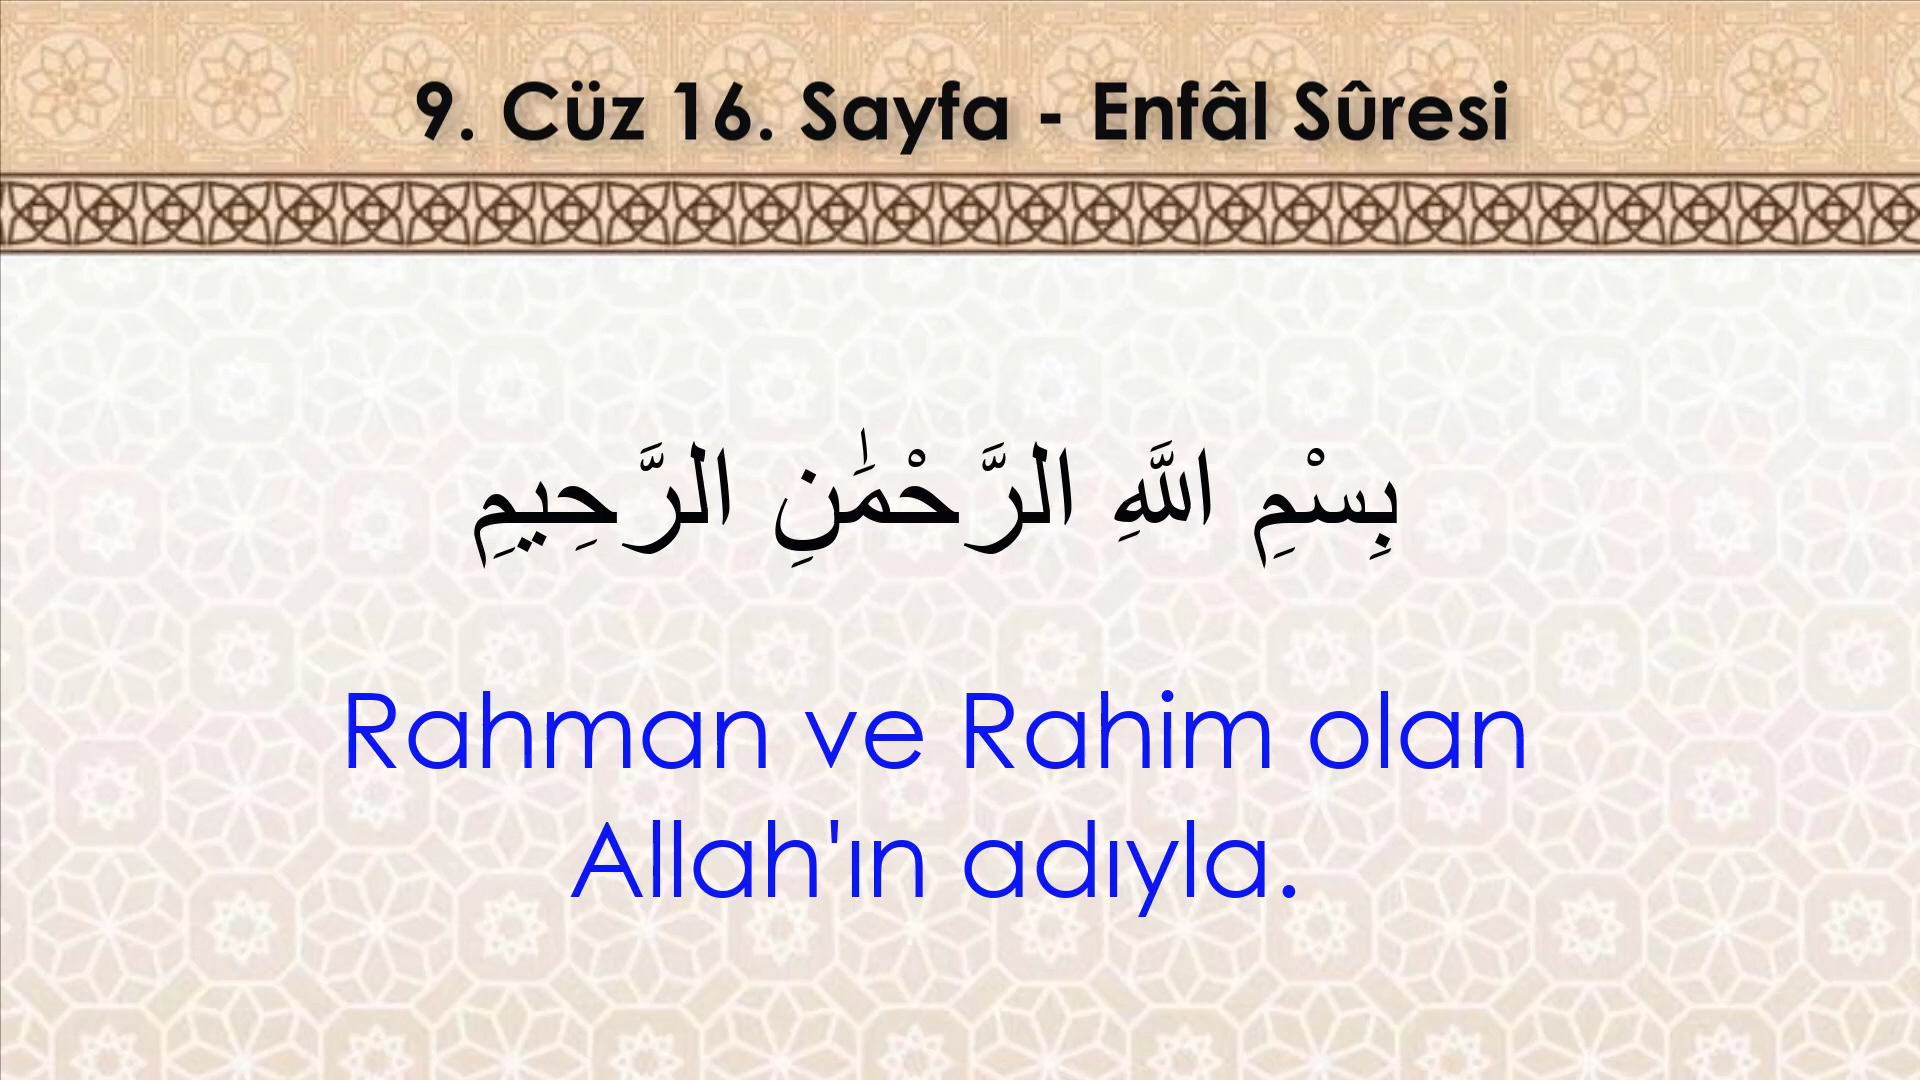 9. Cüz 16. Sayfa - Enfâl Sûresi
بِسْمِ اللَّهِ الرَّحْمَٰنِ الرَّحِيمِ
Rahman ve Rahim olan
Allah'ın adıyla.